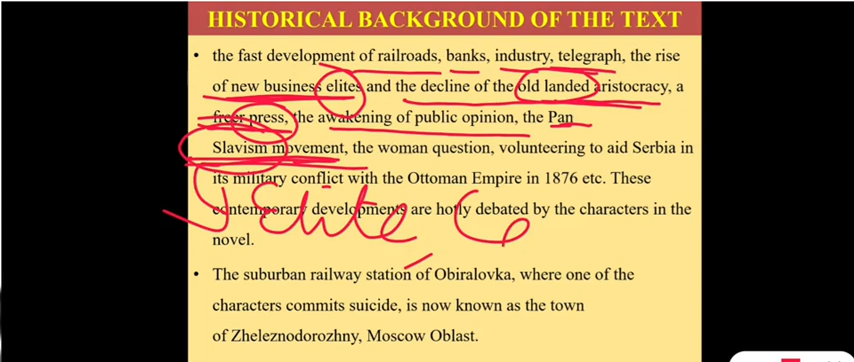 HISTORICAL BACKGROUND OF THE TEXT
• the fast development of railroads, banks, industry, telegraph, the rise
of new business elites and the decline of the old landed aristocracy, a
freer press, the awakening of public opinion, the Pan
Slavism movement, the woman question, volunteering to aid Serbia in
its military conflict with the Ottoman Empire in 1876 etc. These
contemporary developments are hotly debated by the characters in the
Elite
novel.
• The suburban railway station of Obiralovka, where one of the
characters commits suicide, is now known as the town
of Zheleznodorozhny, Moscow Oblast.